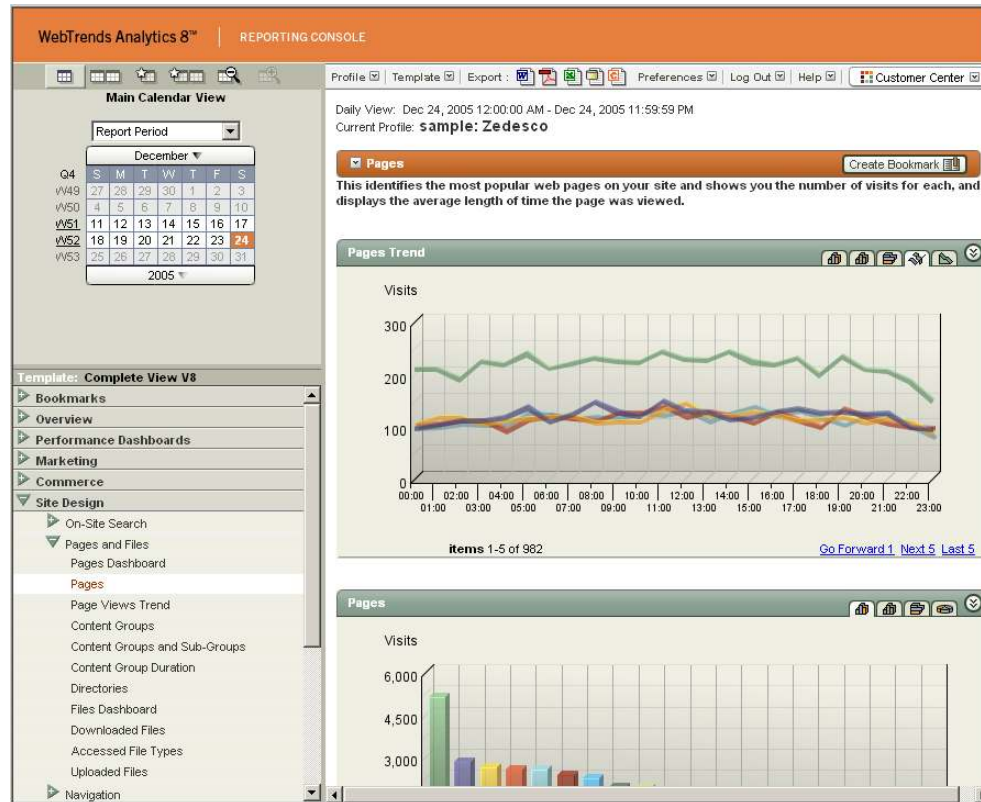 WebTrends Analytics 8™ REPORTING CONSOLE
Main Calendar View
Report Period
December
Q4 S M T W T F S
W49 27 28 29 30 1 2 3
W50 4 5 6 7 8 9 10
W51 11 12 13 14 15 16 17
W52 18 19 20 21 22 23 24
W53 25 26 27 28 29 30 31
2005
Template: Complete View V8
Bookmarks
Overview
Performance Dashboards
Marketing
Commerce
Site Design
On-Site Search
Pages and Files
Pages Dashboard
Pages
Page Views Trend
Content Groups
Content Groups and Sub-Groups
Content Group Duration
Directories
Files Dashboard
Downloaded Files
Accessed File Types
Uploaded Files
Navigation
Profile Template Export : Preferences Log Out Help Customer Center
Daily View: Dec 24, 2005 12:00:00 AM - Dec 24, 2005 11:59:59 PM
Current Profile: sample: Zedesco
Pages Create Bookmark
This identifies the most popular web pages on your site and shows you the number of visits for each, and
displays the average length of time the page was viewed.
Pages Trend
Visits
300
200
100
0
00:00 02:00 04:00 06:00 08:00 10:00 12:00 14:00 16:00 18:00 20:00 22:00
01:00 03:00 05:00 07:00 09:00 11:00 13:00 15:00 17:00 19:00 21:00 23:00
items 1-5 of 982 Go Forward 1 Next 5 Last 5
Pages
Visits
6,000
4,500
3,000